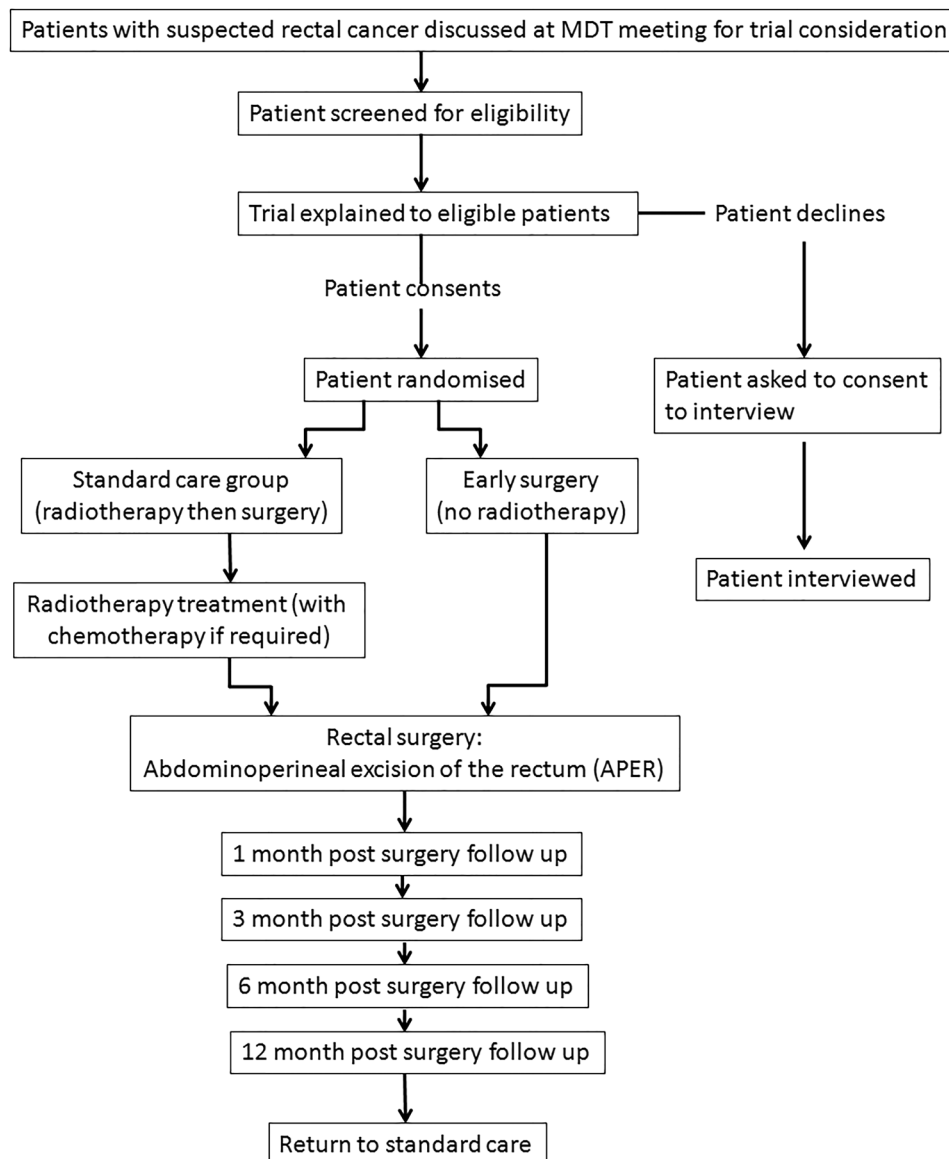 Patients with suspected rectal cancer discussed at MDT meeting for trial consideration
Patient screened for eligibility
Trial explained to eligible patients
Patient declines
Patient consents
Patient randomised
Patient asked to consent
to interview
Standard care group
(radiotherapy then surgery)
Early surgery
(no radiotherapy)
Patient interviewed
Radiotherapy treatment (with
chemotherapy if required)
Rectal surgery:
Abdominoperineal excision of the rectum (APER)
1 month post surgery follow up
3 month post surgery follow up
6 month post surgery follow up
12 month post surgery follow up
Return to standard care